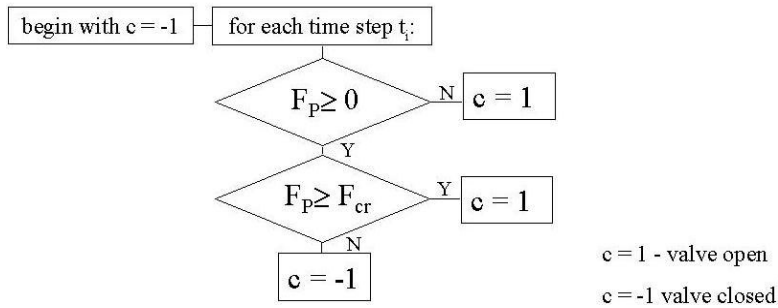 begin with c = -1
for each time step tᵢ:
F_P ≥ 0
N
c = 1
Y
F_P ≥ F_cr
Y
c = 1
N
c = -1
c = 1 - valve open
c = -1 valve closed